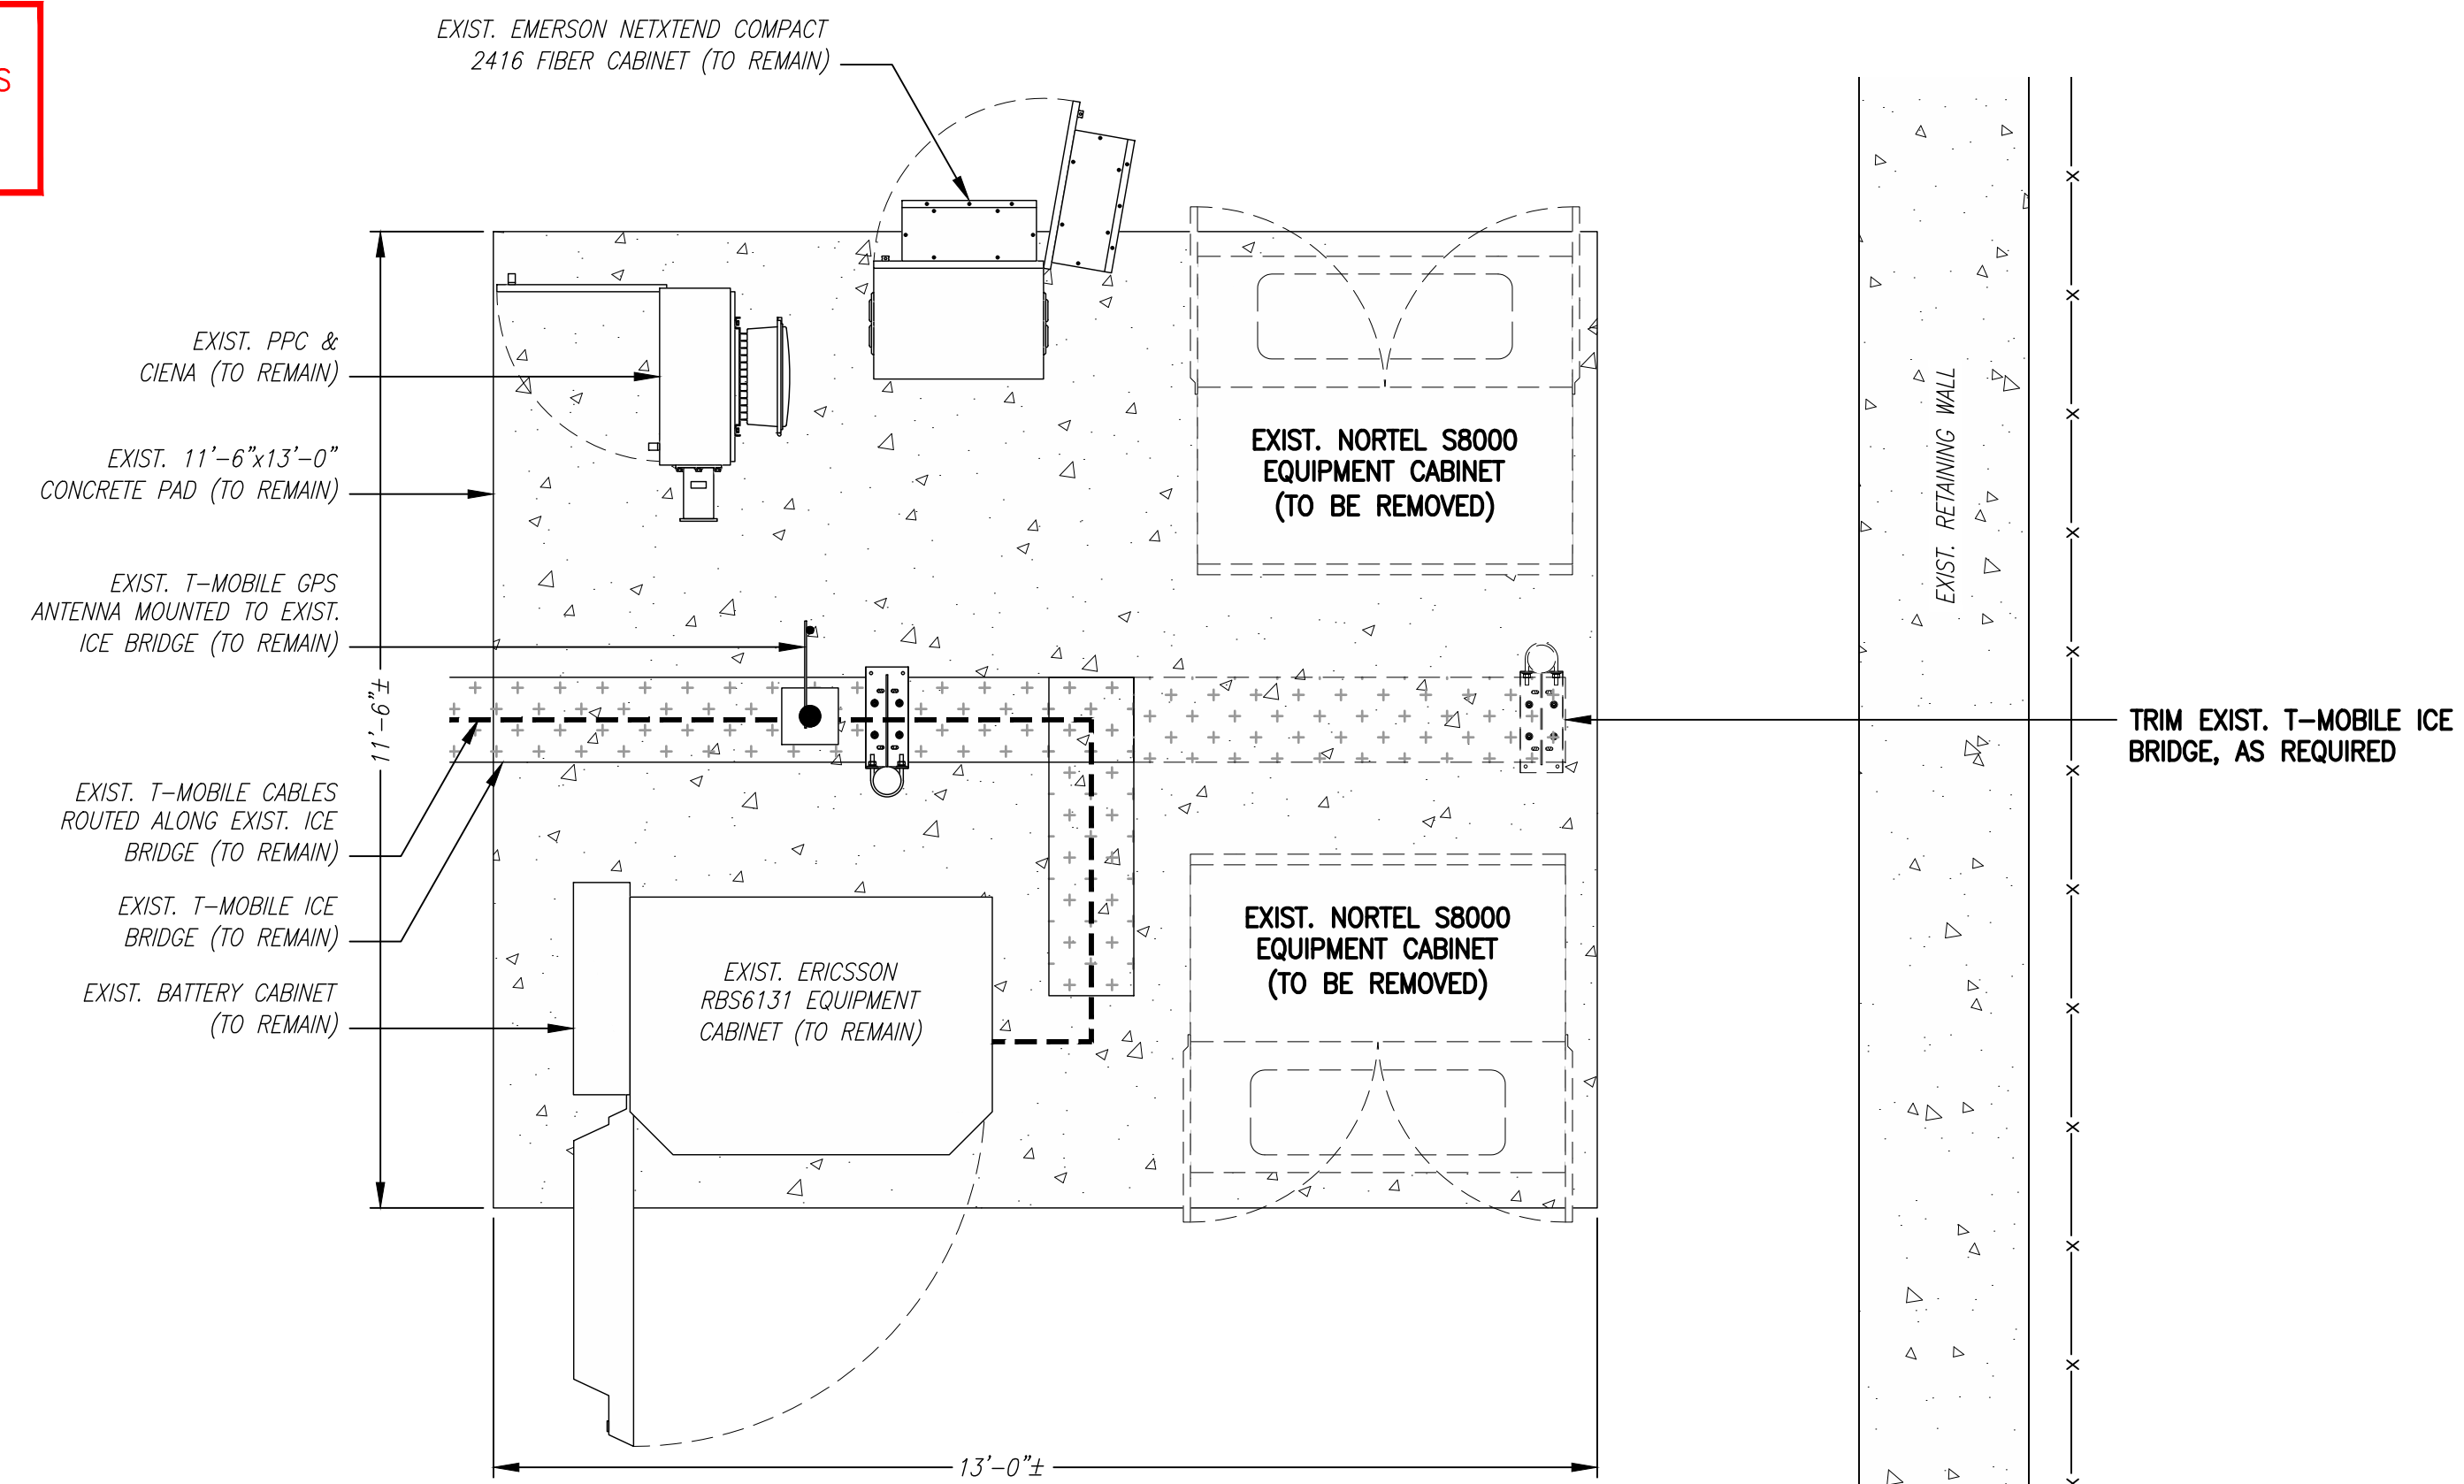 S
EXIST. EMERSON NETXTEND COMPACT
2416 FIBER CABINET (TO REMAIN)
EXIST. PPC &
CIENA (TO REMAIN)
EXIST. 11'-6"x13'-0"
CONCRETE PAD (TO REMAIN)
EXIST. T-MOBILE GPS
ANTENNA MOUNTED TO EXIST.
ICE BRIDGE (TO REMAIN)
11'-6"±
EXIST. T-MOBILE CABLES
ROUTED ALONG EXIST. ICE
BRIDGE (TO REMAIN)
EXIST. T-MOBILE ICE
BRIDGE (TO REMAIN)
EXIST. BATTERY CABINET
(TO REMAIN)
EXIST. NORTEL S8000
EQUIPMENT CABINET
(TO BE REMOVED)
EXIST. RETAINING WALL
TRIM EXIST. T-MOBILE ICE
BRIDGE, AS REQUIRED
EXIST. ERICSSON
RBS6131 EQUIPMENT
CABINET (TO REMAIN)
EXIST. NORTEL S8000
EQUIPMENT CABINET
(TO BE REMOVED)
13'-0"±